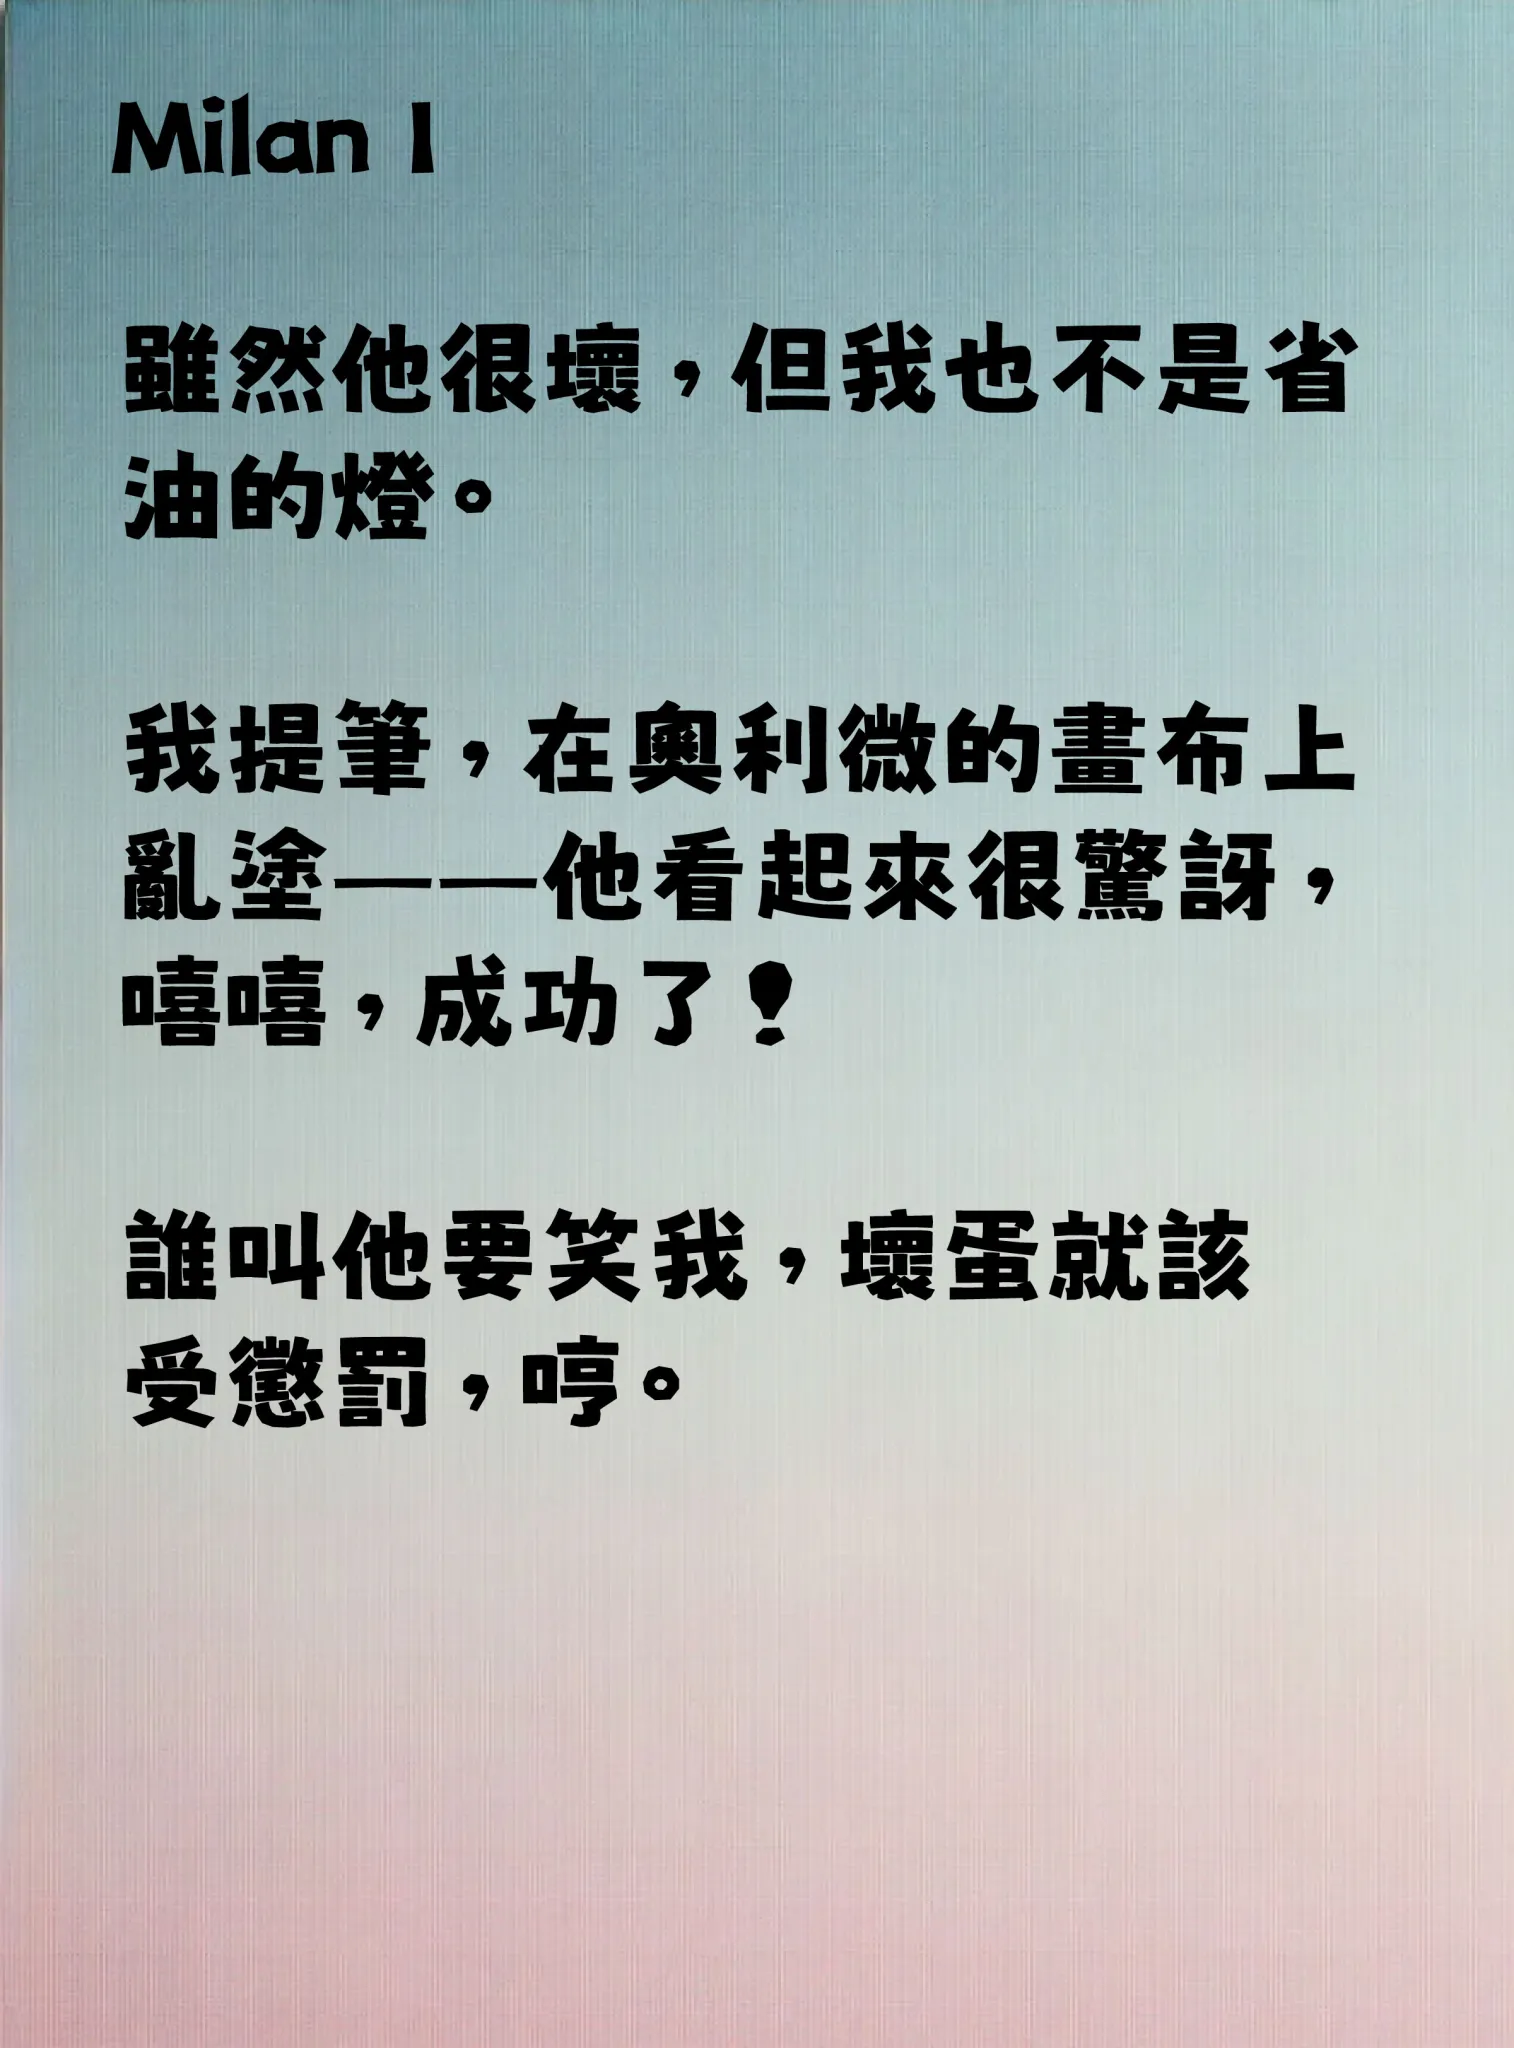 Milan 1
雖然他很壞，但我也不是省
油的燈。
我提筆，在奧利微的畫布上
亂塗——他看起來很驚訝，
嘻嘻，成功了！
誰叫他要笑我，壞蛋就該
受懲罰，哼。